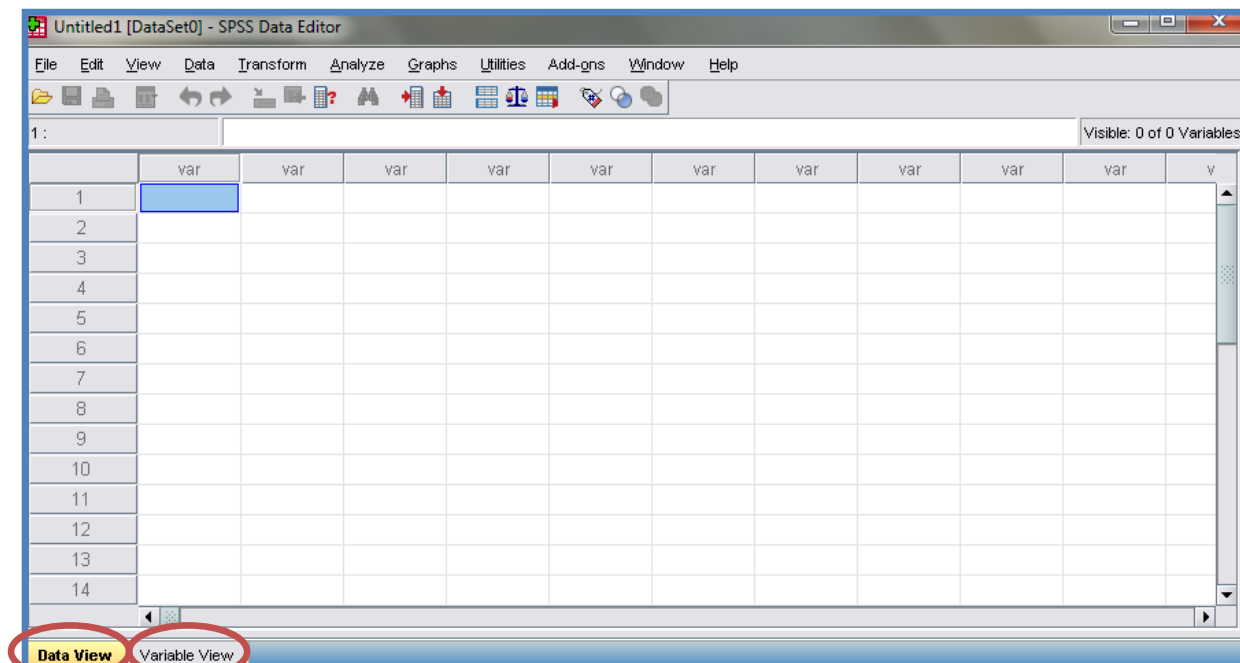 Untitled1 [DataSet0] - SPSS Data Editor
File Edit View Data Transform Analyze Graphs Utilities Add-ons Window Help
1 : Visible: 0 of 0 Variables
var var var var var var var var var var v
1
2
3
4
5
6
7
8
9
10
11
12
13
14
Data View Variable View